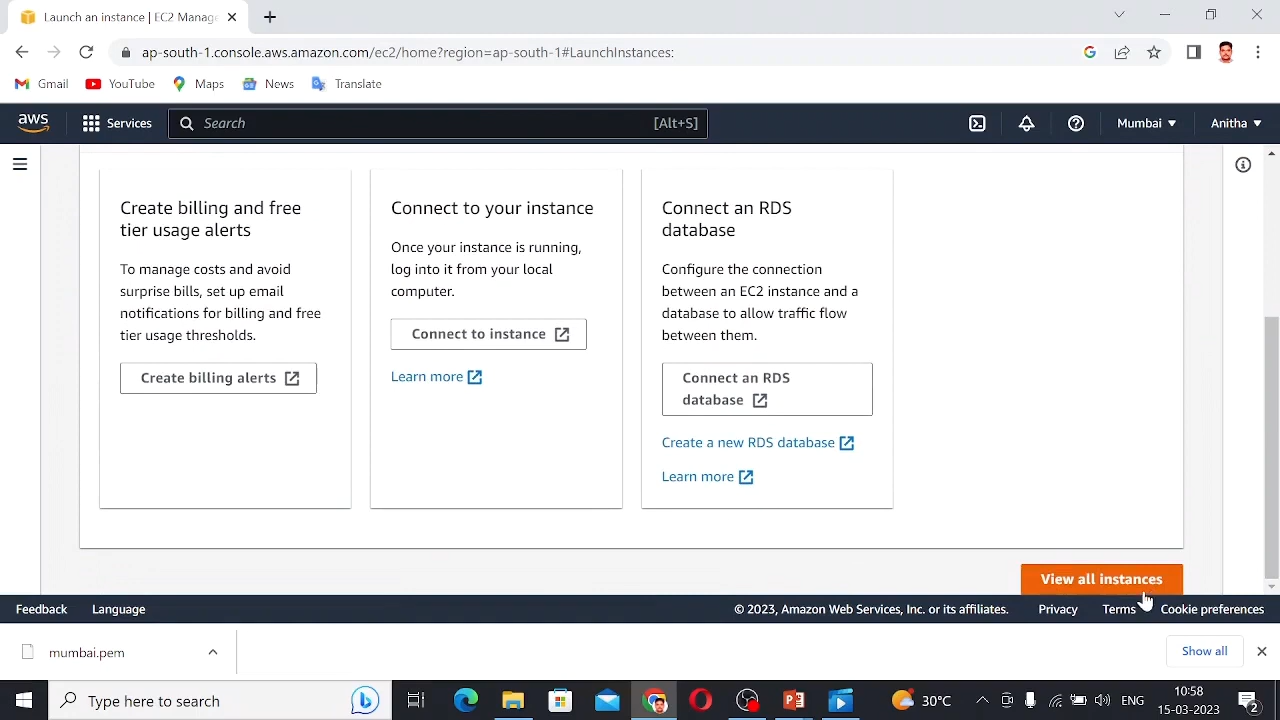 Launch an instance | EC2 Manage
ap-south-1.console.aws.amazon.com/ec2/home?region=ap-south-1#LaunchInstances:
Gmail
YouTube
Maps
News
Translate
aws
Services
Search
[Alt+S]
Mumbai
Anitha
Create billing and free
tier usage alerts
To manage costs and avoid
surprise bills, set up email
notifications for billing and free
tier usage thresholds.
Create billing alerts
Connect to your instance
Once your instance is running,
log into it from your local
computer.
Connect to instance
Learn more
Connect an RDS
database
Configure the connection
between an EC2 instance and a
database to allow traffic flow
between them.
Connect an RDS
database
Create a new RDS database
Learn more
View all instances
Feedback
Language
© 2023, Amazon Web Services, Inc. or its affiliates.
Privacy
Terms
Cookie preferences
mumbai.pem
Show all
Type here to search
30°C
ENG
10:58
15-03-2023
2